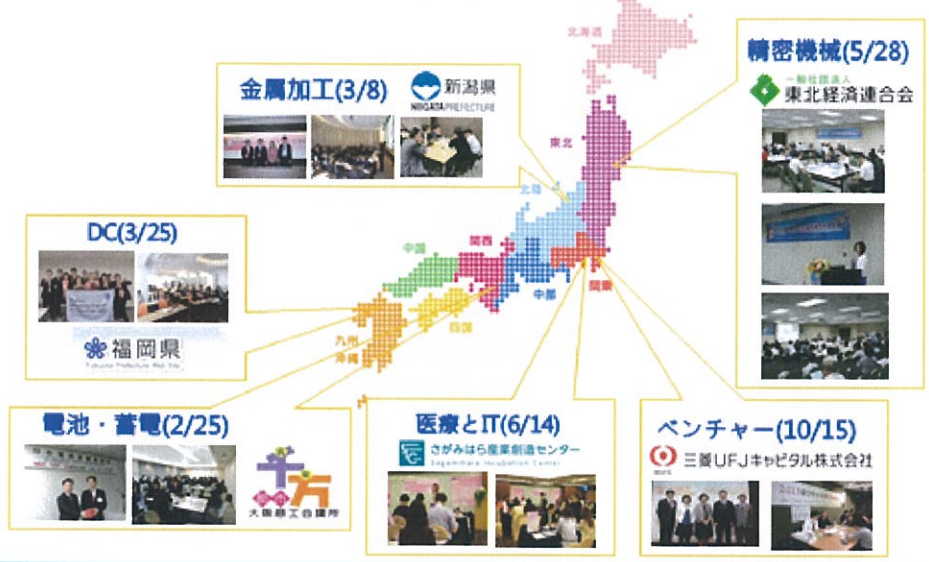 北海道
精密機械(5/28)
一般社団法人
東北経済連合会
金属加工(3/8)
新潟県
NIIGATA PREFECTURE
東北
北陸
DC(3/25)
関西
中国
中部
関東
四国
九州
沖縄
福岡県
Fukuoka Prefecture Web Site
電池・蓄電(2/25)
大阪商工会議所
医療とIT(6/14)
さがみはら産業創造センター
Sagamihara Incubation Center
ベンチャー(10/15)
三菱UFJキャピタル株式会社